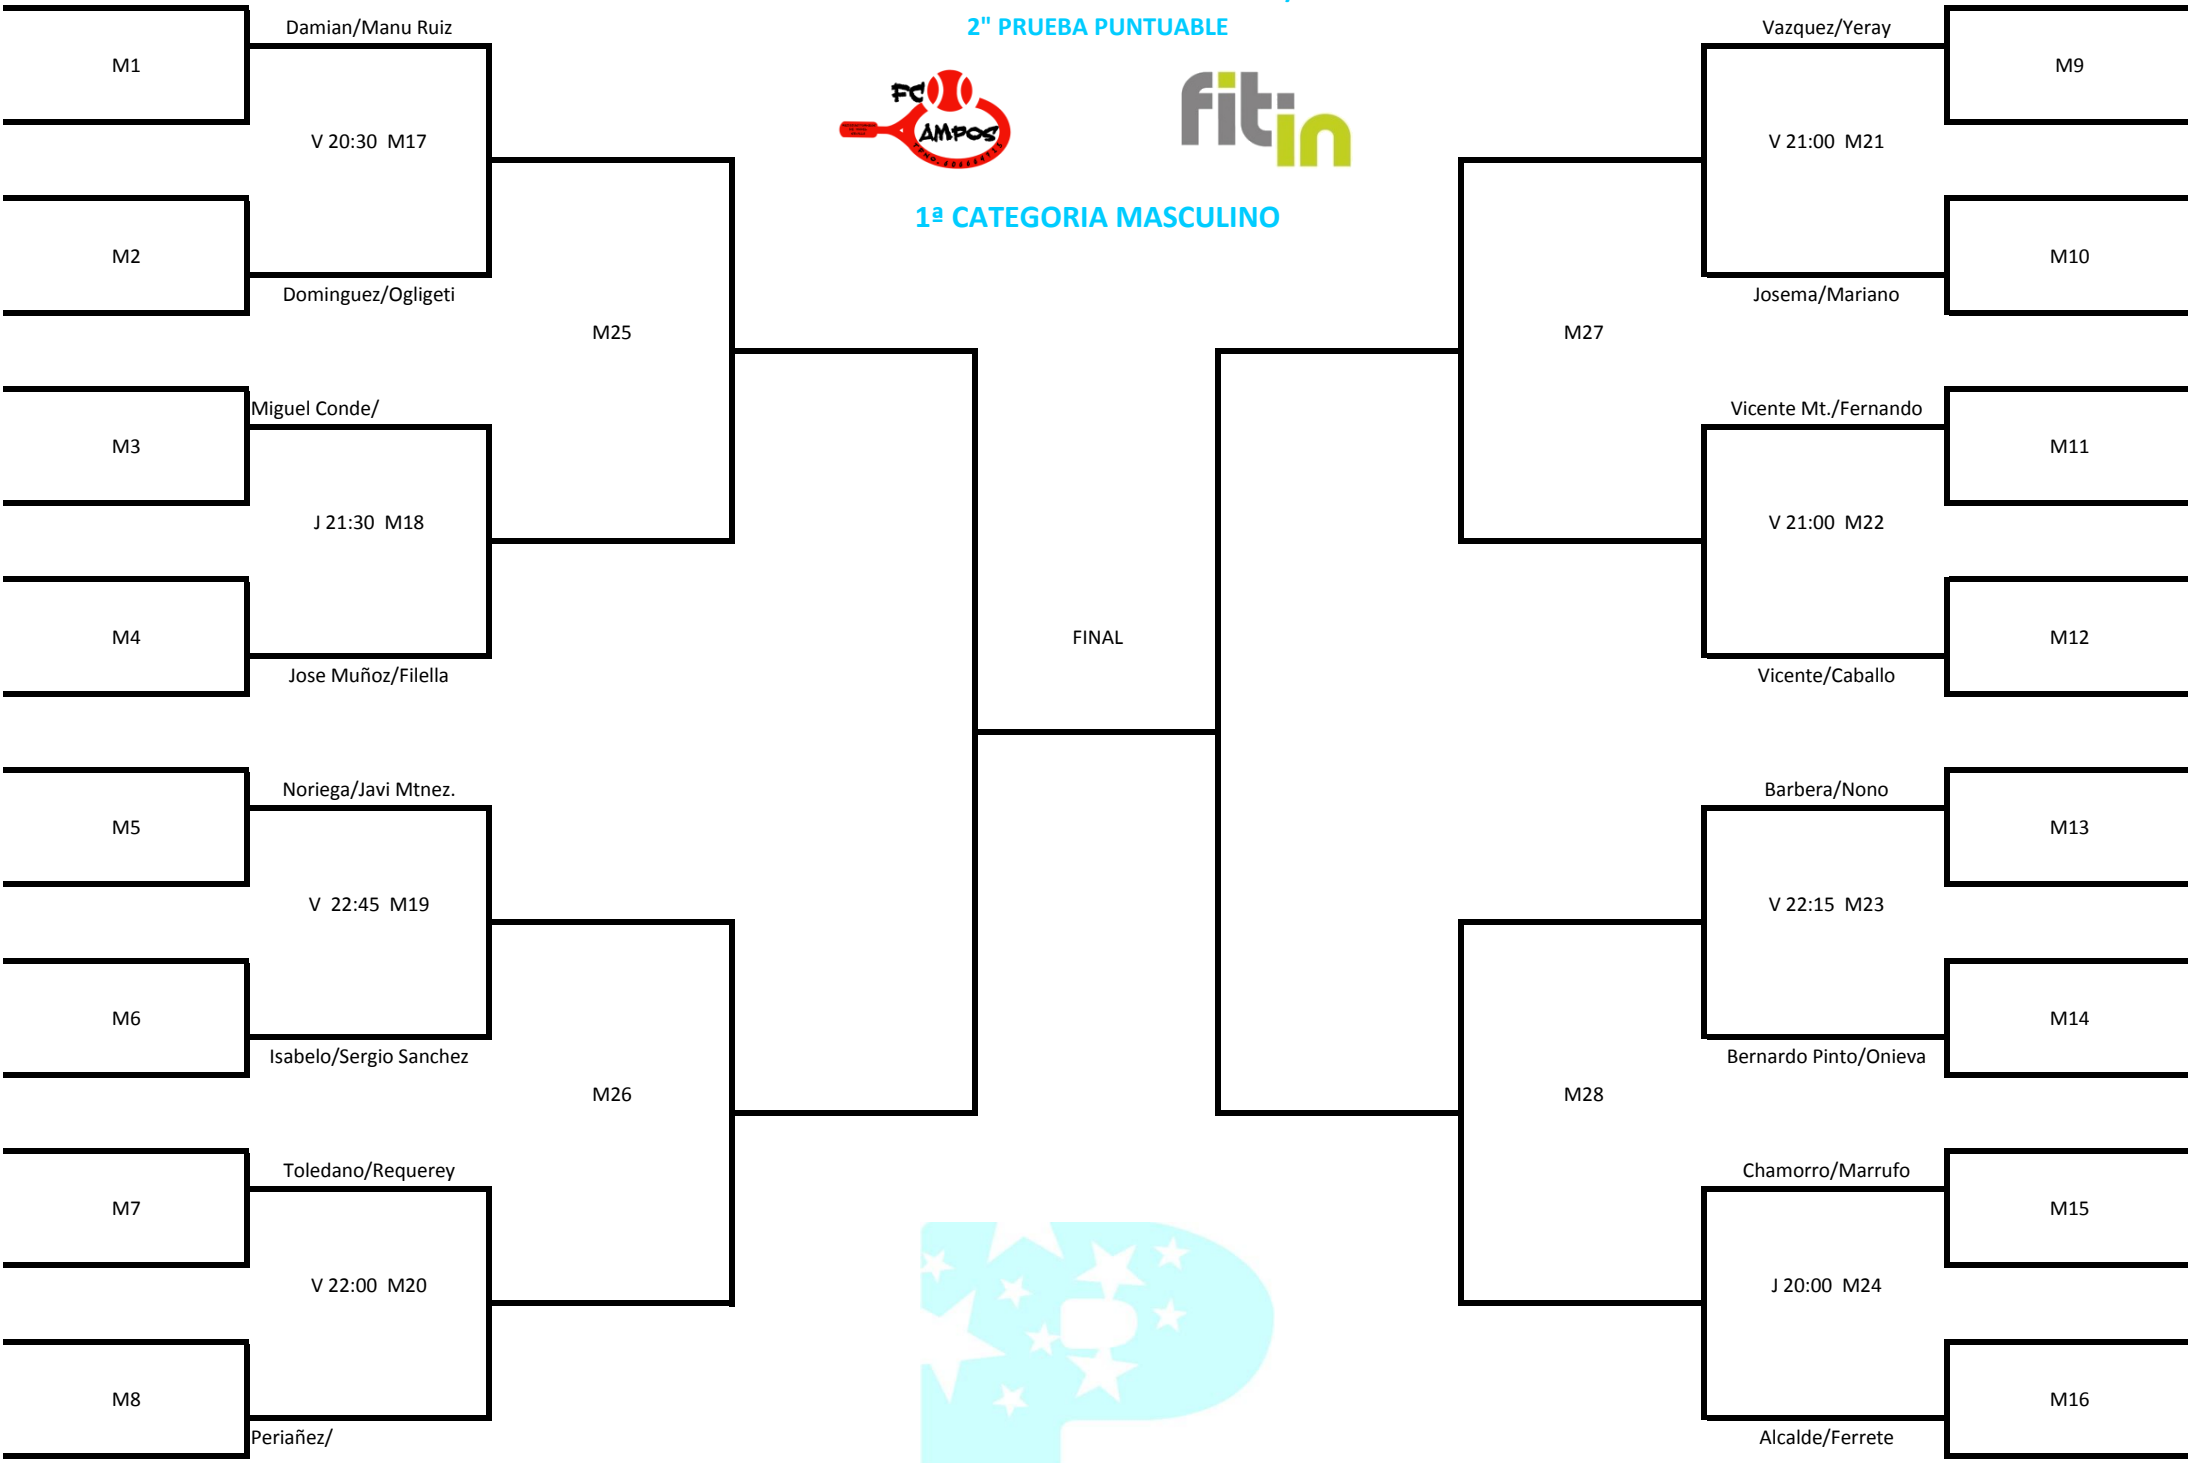 2" PRUEBA PUNTUABLE
FC
AMPOS
fitin
1ª CATEGORIA MASCULINO
M1
Damian/Manu Ruiz
V 20:30 M17
M2
Dominguez/Ogligeti
M25
M3
Miguel Conde/
J 21:30 M18
M4
Jose Muñoz/Filella
M5
Noriega/Javi Mtnez.
V 22:45 M19
M6
Isabelo/Sergio Sanchez
M26
M7
Toledano/Requerey
V 22:00 M20
M8
Periañez/
FINAL
Vazquez/Yeray
M9
V 21:00 M21
M10
Josema/Mariano
M27
Vicente Mt./Fernando
M11
V 21:00 M22
M12
Vicente/Caballo
Barbera/Nono
M13
V 22:15 M23
M14
Bernardo Pinto/Onieva
M28
Chamorro/Marrufo
M15
J 20:00 M24
M16
Alcalde/Ferrete